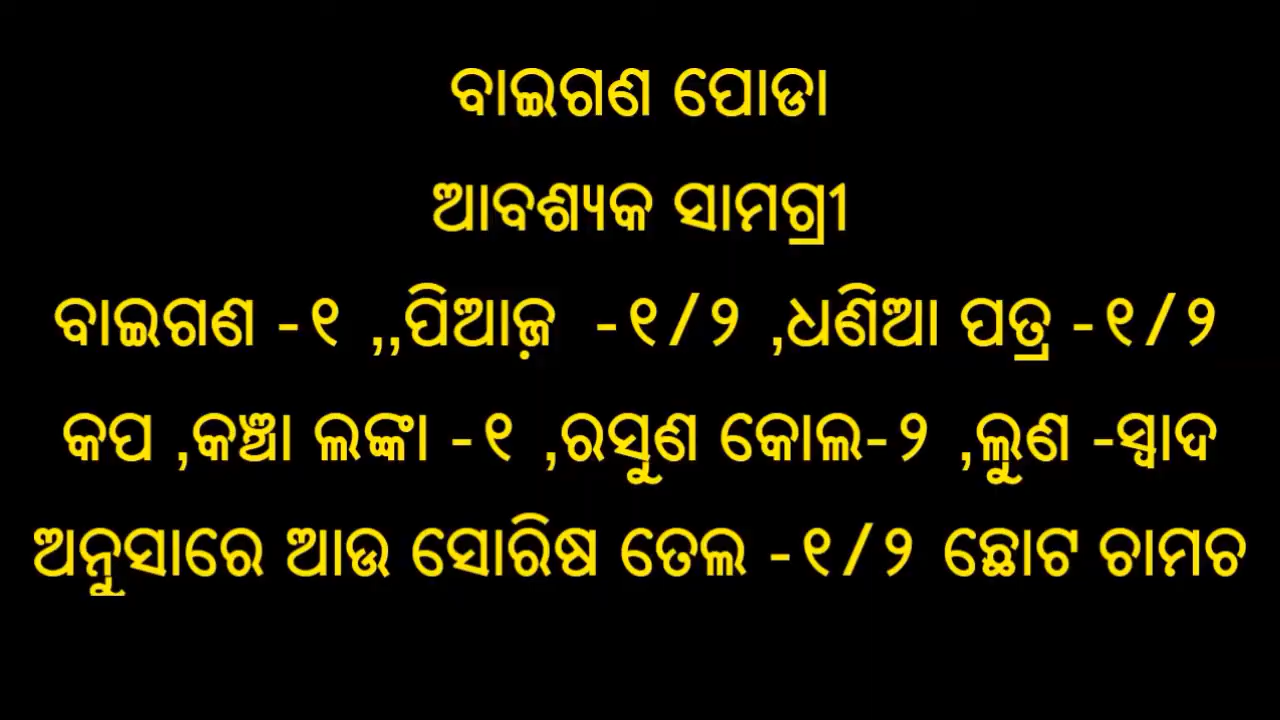 ବାଇଗଣ ପୋଡା
ଆବଶ୍ୟକ ସାମଗ୍ରୀ
ବାଇଗଣ -୧ ,,ପିଆଜ଼ -୧/୨ ,ଧଣିଆ ପତ୍ର -୧/୨
କପ ,କଞ୍ଚା ଲଙ୍କା -୧ ,ରସୁଣ କୋଲ-୨ ,ଲୁଣ -ସ୍ୱାଦ
ଅନୁସାରେ ଆଉ ସୋରିଷ ତେଲ -୧/୨ ଛୋଟ ଚାମଚ